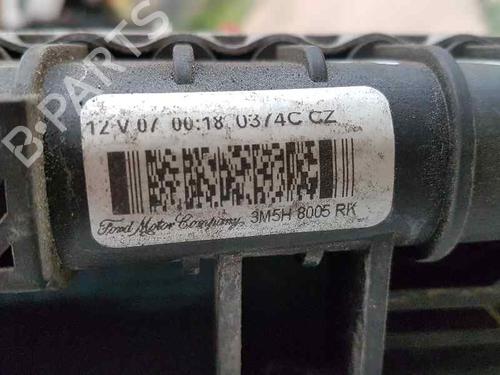 B-PARTS
12 V 07 00:18 0374C CZ
Ford Motor Company 3M5H 8005 RK